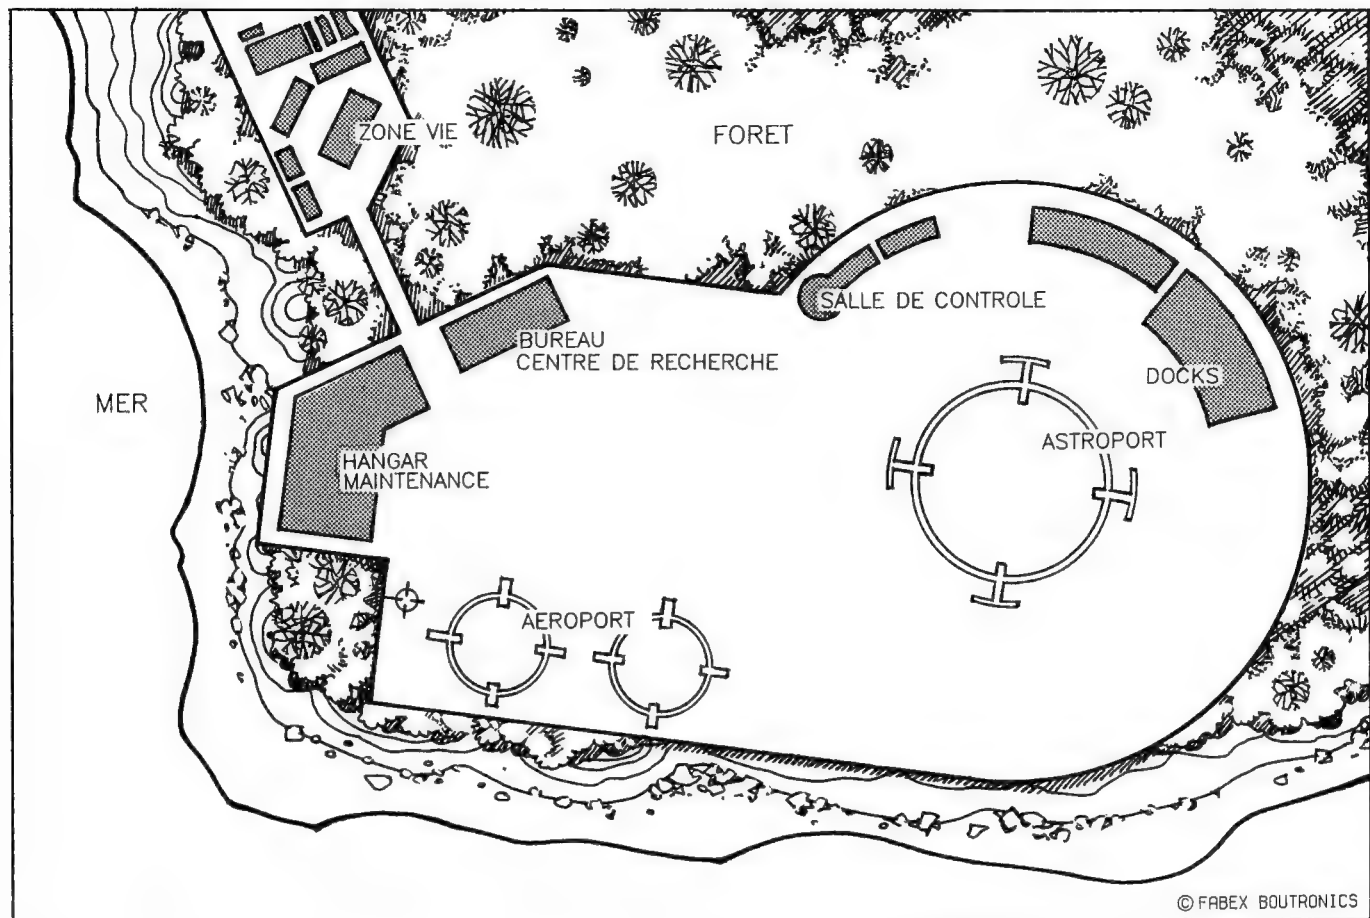 ZONE VIE
FORET
SALLE DE CONTROLE
BUREAU
CENTRE DE RECHERCHE
DOCKS
MER
ASTROPORT
HANGAR
MAINTENANCE
AEROPORT
© FABEX BOUTRONICS